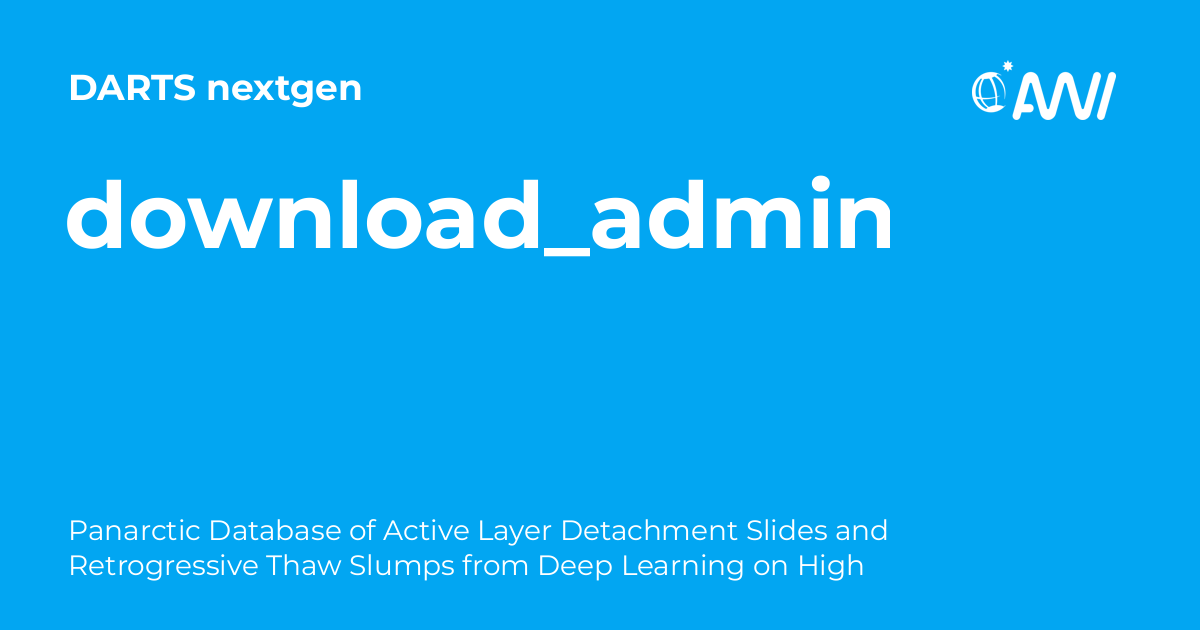 DARTS nextgen
AWI
download_admin
Panarctic Database of Active Layer Detachment Slides and
Retrogressive Thaw Slumps from Deep Learning on High